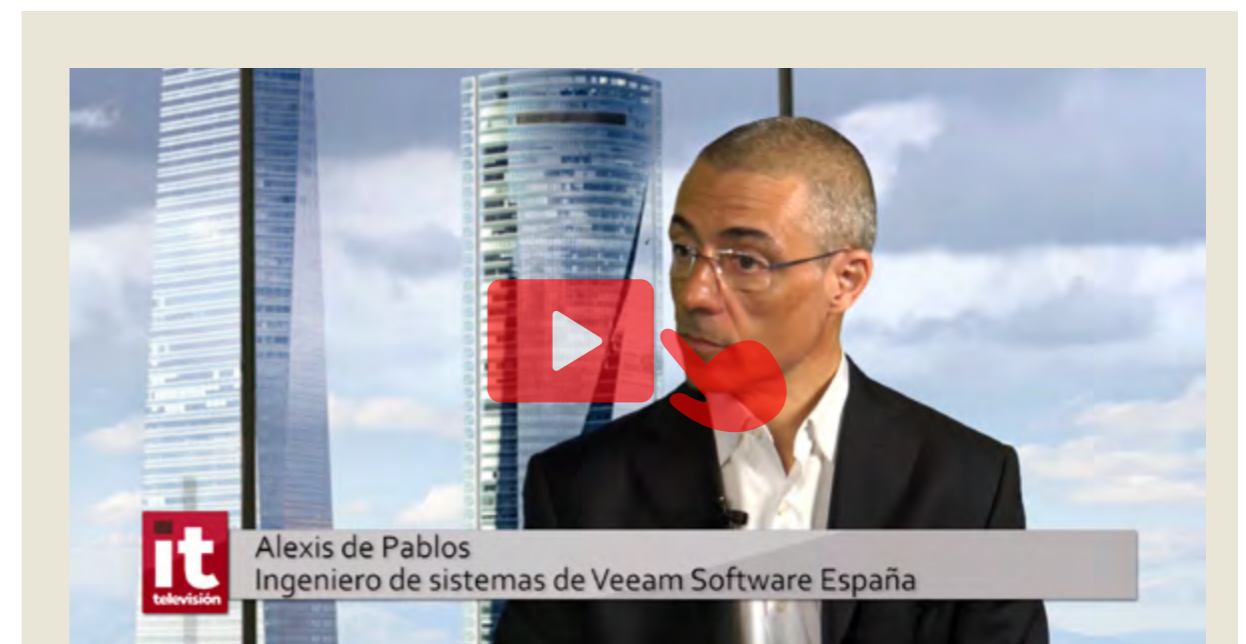 it
televisión
Alexis de Pablos
Ingeniero de sistemas de Veeam Software España